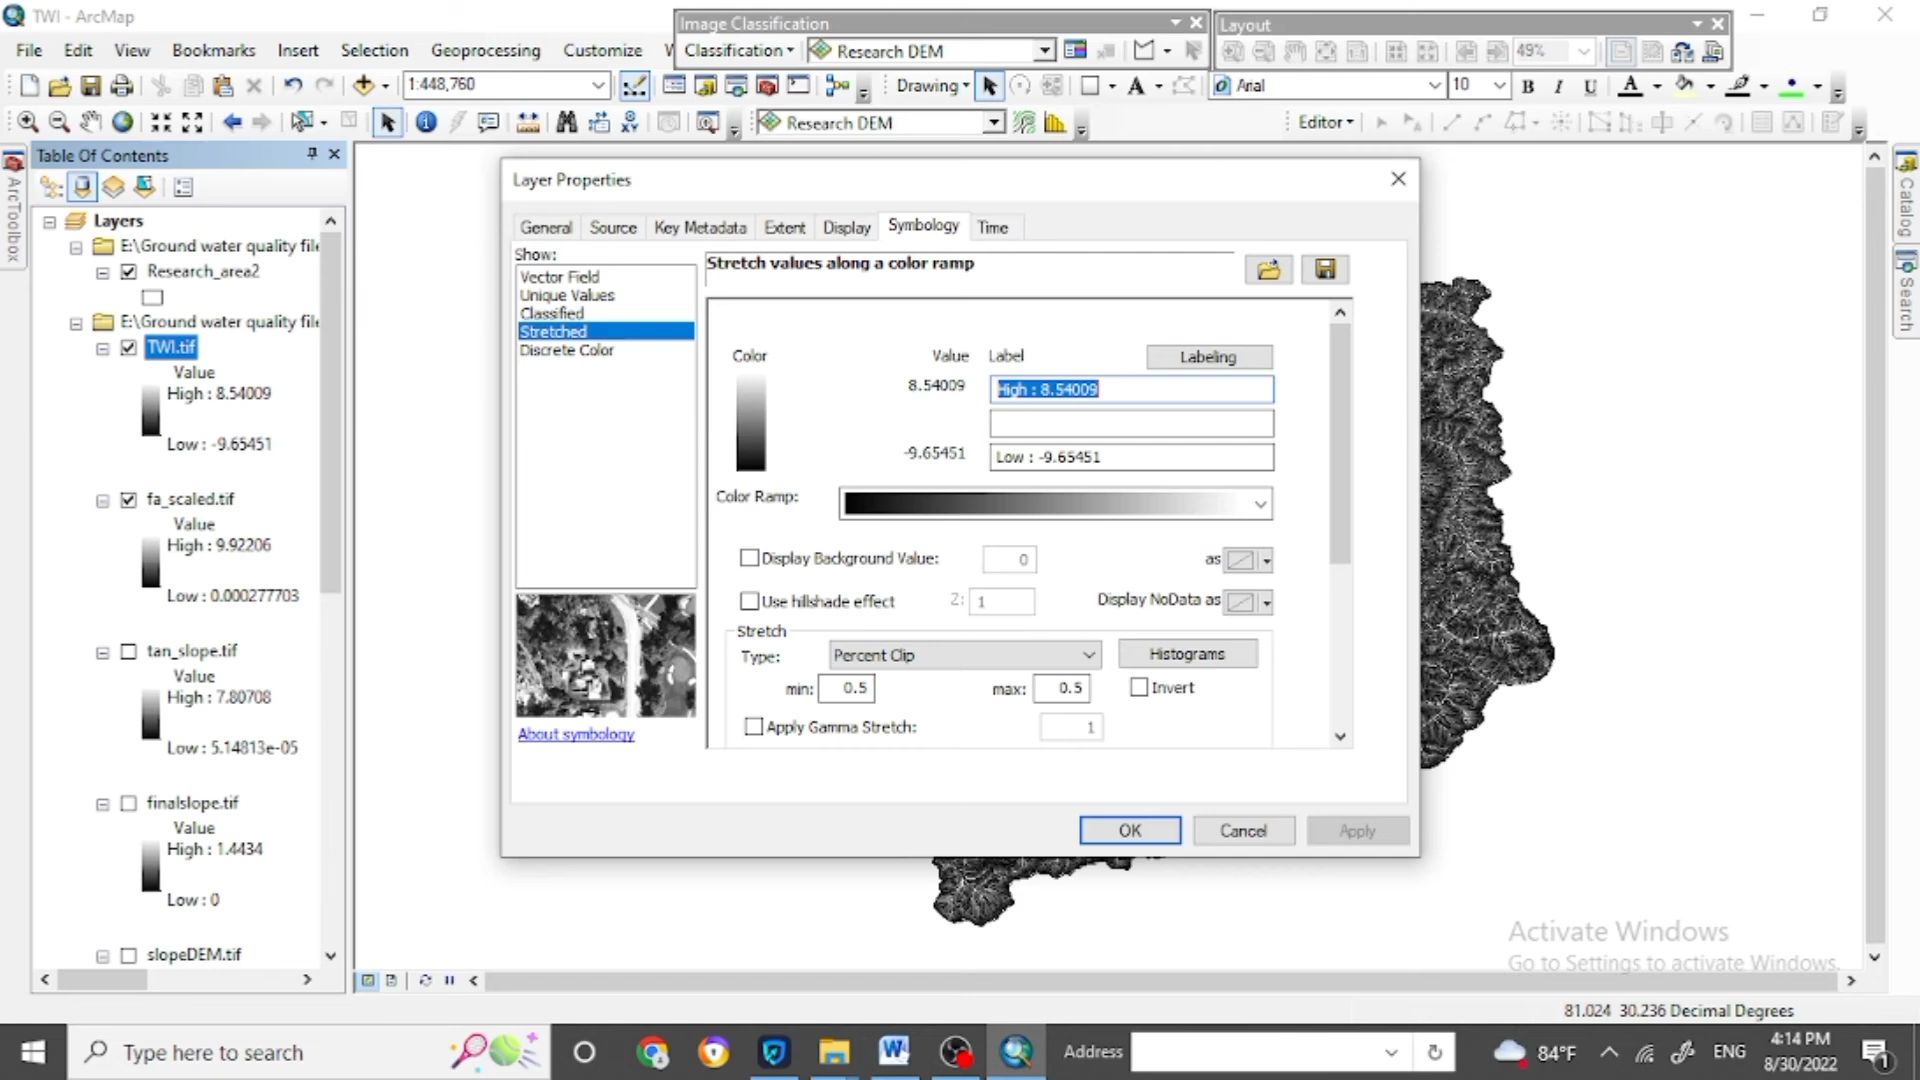 TWI - ArcMap
Image Classification
Layout
File Edit View Bookmarks Insert Selection Geoprocessing Customize W
Classification
Research DEM
49%
1:448,760
Drawing
Arial
10
B I U A
Research DEM
Editor
Table Of Contents
Layer Properties
ArcToolbox
Catalog
Search
Layers
E:\Ground water quality file
Research_area2
E:\Ground water quality file
TWI.tif
Value
High : 8.54009
Low : -9.65451
fa_scaled.tif
Value
High : 9.92206
Low : 0.000277703
tan_slope.tif
Value
High : 7.80708
Low : 5.14813e-05
finalslope.tif
Value
High : 1.4434
Low : 0
slopeDEM.tif
General Source Key Metadata Extent Display Symbology Time
Show:
Vector Field
Unique Values
Classified
Stretched
Discrete Color
About symbology
Stretch values along a color ramp
Color Value Label Labeling
8.54009 High : 8.54009
-9.65451 Low : -9.65451
Color Ramp:
Display Background Value: 0 as
Use hillshade effect Z: 1 Display NoData as
Stretch
Type: Percent Clip Histograms
min: 0.5 max: 0.5 Invert
Apply Gamma Stretch: 1
OK Cancel Apply
Activate Windows
Go to Settings to activate Windows.
81.024 30.236 Decimal Degrees
Type here to search
Address
84°F
ENG
4:14 PM
8/30/2022
1